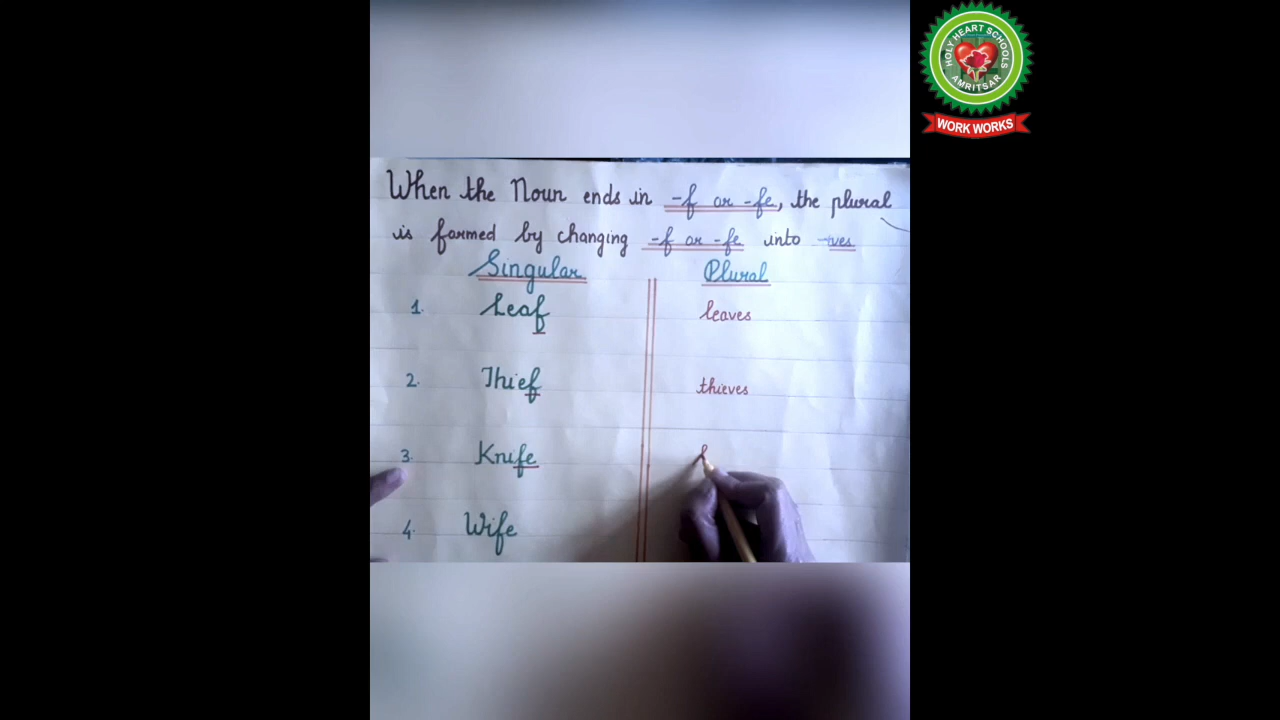 HOLY HEART SCHOOLS
AMRITSAR
WORK WORKS
When the Noun ends in -f or -fe, the plural
is formed by changing -f or -fe into -ves
Singular Plural
1. Leaf leaves
2. Thief thieves
3. Knife
4. Wife